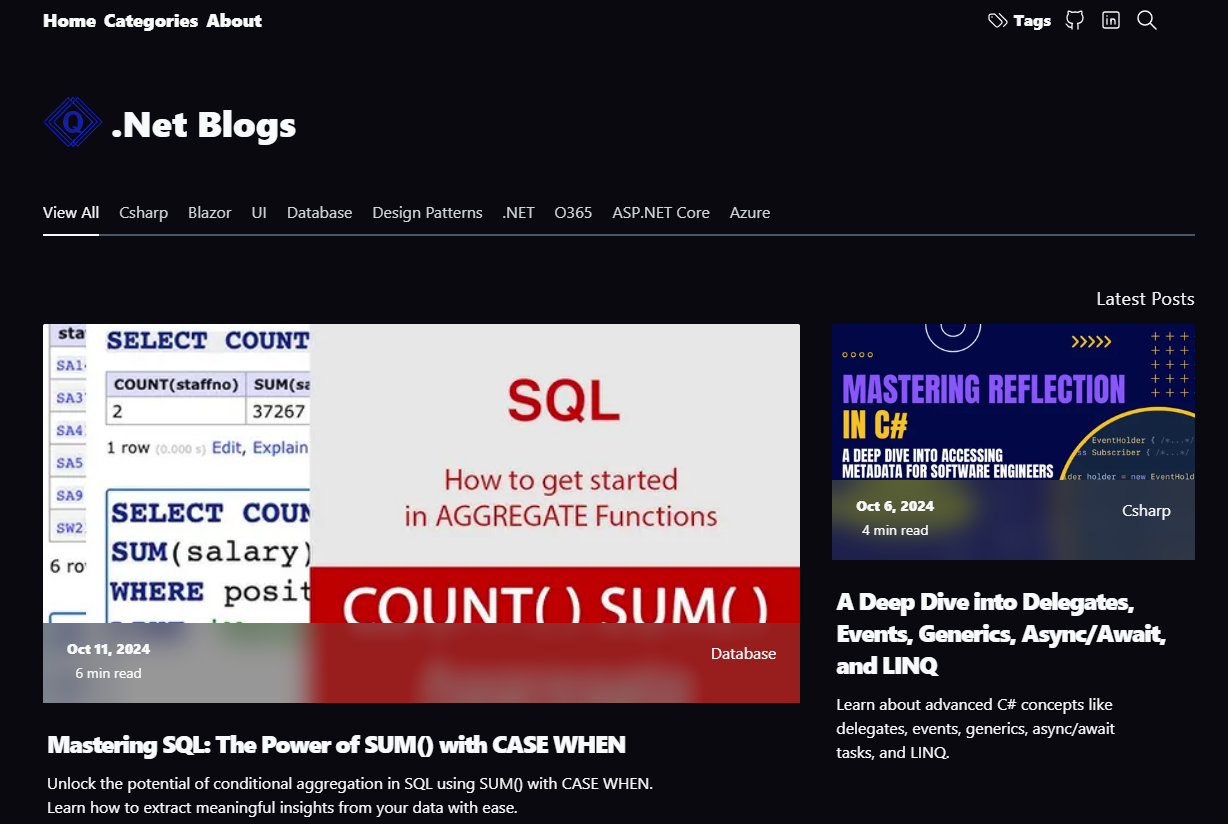 Home Categories About
Tags
in
Q
.Net Blogs
View All Csharp Blazor UI Database Design Patterns .NET O365 ASP.NET Core Azure
Latest Posts
SELECT COUNT
COUNT(staffno)
2 37267
1 row (0.000 s) Edit, Explain
SELECT COUN
SUM(salary)
WHERE posit
SA3
SA4
SA5
SA9
SW2
6 ro
SQL
How to get started
in AGGREGATE Functions
COUNT() SUM()
Oct 11, 2024
6 min read
Database
Mastering SQL: The Power of SUM() with CASE WHEN
Unlock the potential of conditional aggregation in SQL using SUM() with CASE WHEN.
Learn how to extract meaningful insights from your data with ease.
MASTERING REFLECTION
IN C#
A DEEP DIVE INTO ACCESSING
METADATA FOR SOFTWARE ENGINEERS
EventHolder { /*...*/
ss Subscriber { /*...*/
lder holder = new EventHold
Oct 6, 2024
4 min read
Csharp
A Deep Dive into Delegates,
Events, Generics, Async/Await,
and LINQ
Learn about advanced C# concepts like
delegates, events, generics, async/await
tasks, and LINQ.